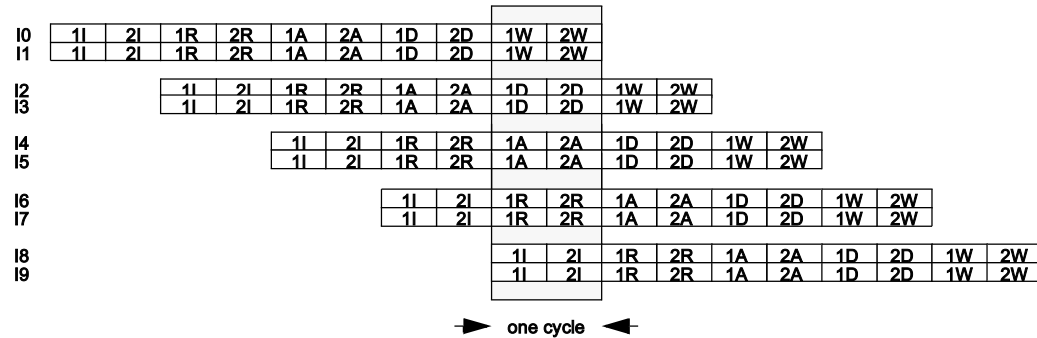 I0 1I 2I 1R 2R 1A 2A 1D 2D 1W 2W
I1 1I 2I 1R 2R 1A 2A 1D 2D 1W 2W
I2 1I 2I 1R 2R 1A 2A 1D 2D 1W 2W
I3 1I 2I 1R 2R 1A 2A 1D 2D 1W 2W
I4 1I 2I 1R 2R 1A 2A 1D 2D 1W 2W
I5 1I 2I 1R 2R 1A 2A 1D 2D 1W 2W
I6 1I 2I 1R 2R 1A 2A 1D 2D 1W 2W
I7 1I 2I 1R 2R 1A 2A 1D 2D 1W 2W
I8 1I 2I 1R 2R 1A 2A 1D 2D 1W 2W
I9 1I 2I 1R 2R 1A 2A 1D 2D 1W 2W
one cycle